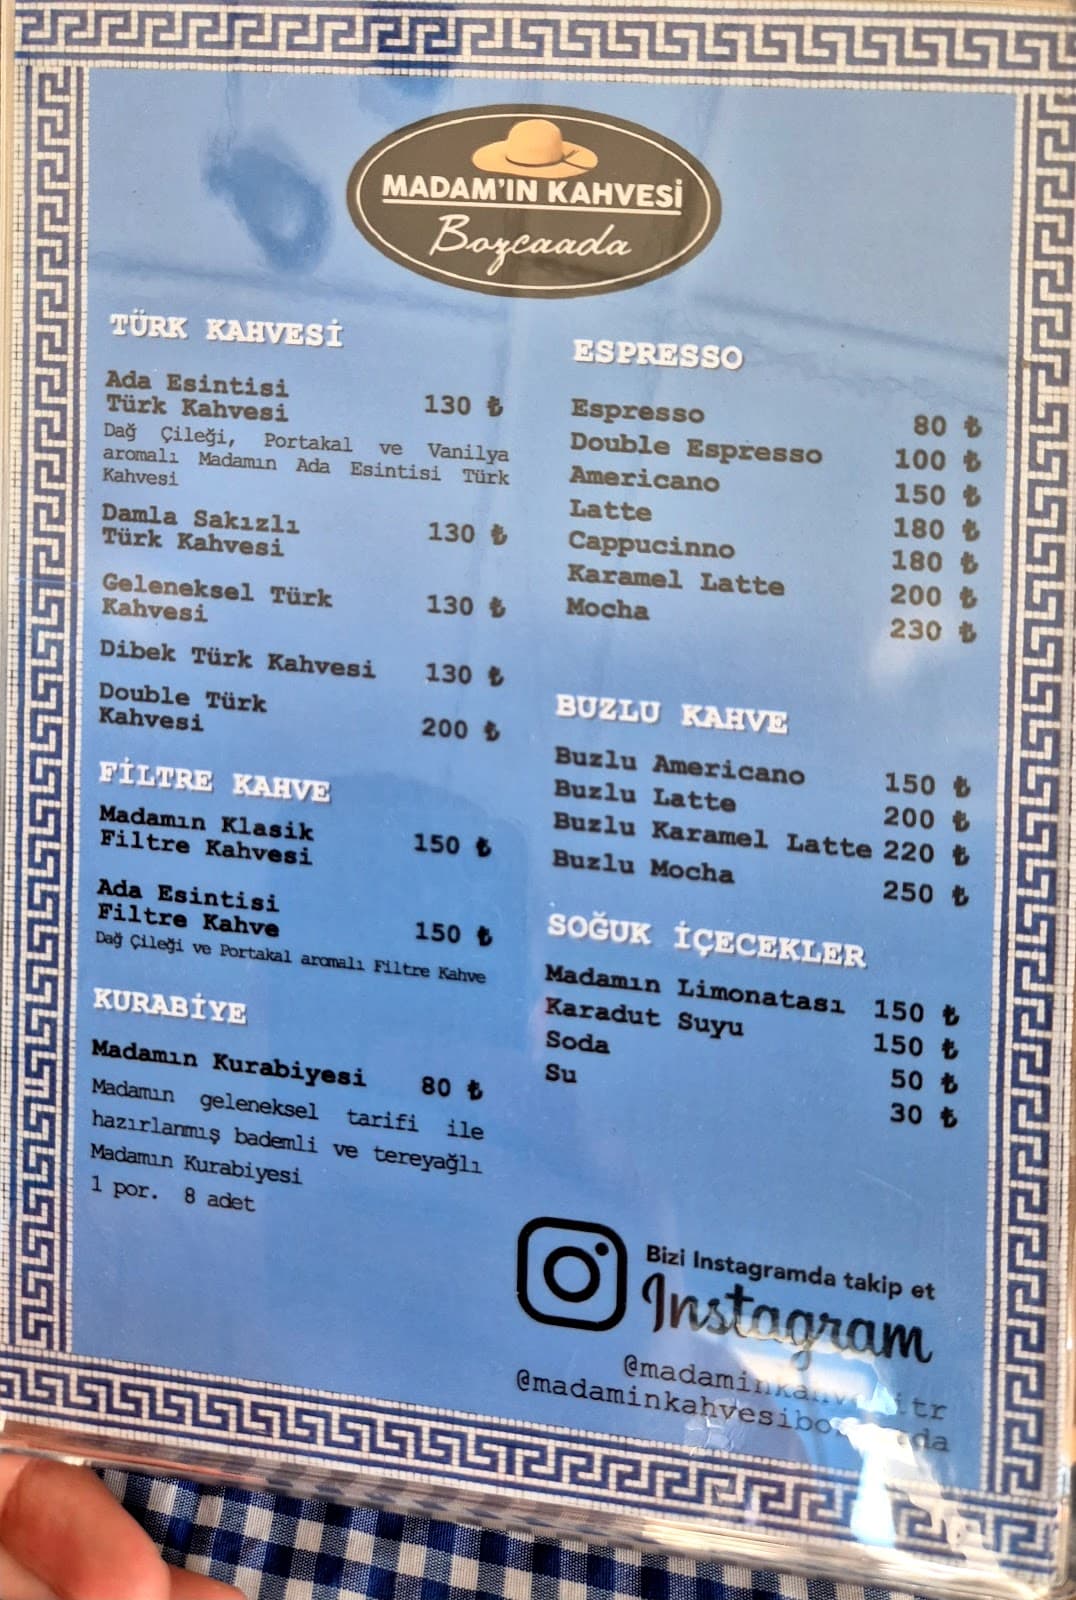 MADAM'IN KAHVESİ
Bozcaada
TÜRK KAHVESİ
Ada Esintisi
Türk Kahvesi 130 ₺
Dağ Çileği, Portakal ve Vanilya
aromalı Madamın Ada Esintisi Türk
Kahvesi
Damla Sakızlı
Türk Kahvesi 130 ₺
Geleneksel Türk
Kahvesi 130 ₺
Dibek Türk Kahvesi 130 ₺
Double Türk
Kahvesi 200 ₺
FİLTRE KAHVE
Madamın Klasik
Filtre Kahvesi 150 ₺
Ada Esintisi
Filtre Kahve 150 ₺
Dağ Çileği ve Portakal aromalı Filtre Kahve
KURABİYE
Madamın Kurabiyesi 80 ₺
Madamın geleneksel tarifi ile
hazırlanmış bademli ve tereyağlı
Madamın Kurabiyesi
1 por. 8 adet
ESPRESSO
Espresso 80 ₺
Double Espresso 100 ₺
Americano 150 ₺
Latte 180 ₺
Cappucinno 180 ₺
Karamel Latte 200 ₺
Mocha 230 ₺
BUZLU KAHVE
Buzlu Americano 150 ₺
Buzlu Latte 200 ₺
Buzlu Karamel Latte 220 ₺
Buzlu Mocha 250 ₺
SOĞUK İÇECEKLER
Madamın Limonatası 150 ₺
Karadut Suyu 150 ₺
Soda 50 ₺
Su 30 ₺
Bizi Instagramda takip et
Instagram